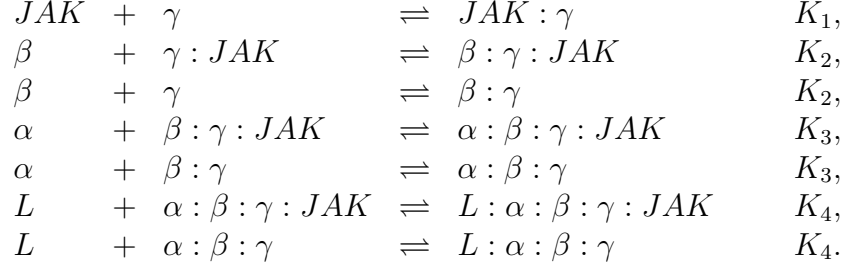 JAK + γ ⇌ JAK : γ K₁,
β + γ : JAK ⇌ β : γ : JAK K₂,
β + γ ⇌ β : γ K₂,
α + β : γ : JAK ⇌ α : β : γ : JAK K₃,
α + β : γ ⇌ α : β : γ K₃,
L + α : β : γ : JAK ⇌ L : α : β : γ : JAK K₄,
L + α : β : γ ⇌ L : α : β : γ K₄.